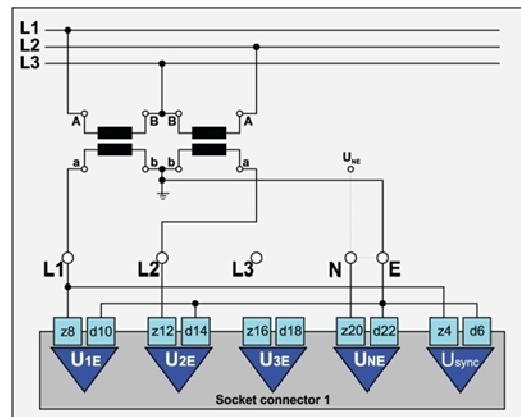 L1
L2
L3
A B B A
a b b a
UNE
L1 L2 L3 N E
z8 d10 z12 d14 z16 d18 z20 d22 z4 d6
U1E U2E U3E UNE Usync
Socket connector 1